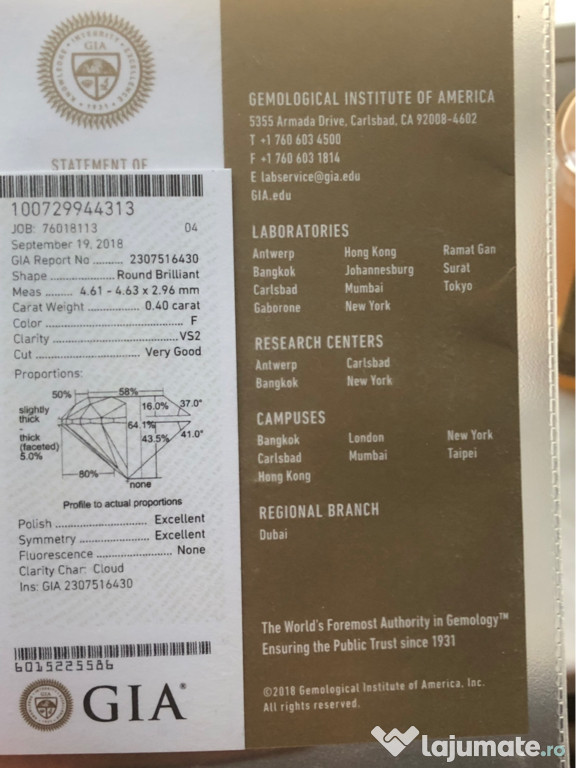 KNOWLEDGE · INTEGRITY · EXCELLENCE
GIA
1931
STATEMENT OF
100729944313
JOB: 76018113 04
September 19, 2018
GIA Report No ......... 2307516430
Shape ................ Round Brilliant
Meas ..... 4.61 - 4.63 x 2.96 mm
Carat Weight ............... 0.40 carat
Color ........................................ F
Clarity .................................. VS2
Cut ............................. Very Good
Proportions:
50% 58%
slightly thick - thick (faceted) 5.0%
16.0% 37.0°
64.1%
43.5% 41.0°
80%
none
Profile to actual proportions
Polish ........................ Excellent
Symmetry .................. Excellent
Fluorescence .................... None
Clarity Char: Cloud
Ins: GIA 2307516430
6015225586
GIA®
GEMOLOGICAL INSTITUTE OF AMERICA
5355 Armada Drive, Carlsbad, CA 92008-4602
T +1 760 603 4500
F +1 760 603 1814
E labservice@gia.edu
GIA.edu
LABORATORIES
Antwerp Hong Kong Ramat Gan
Bangkok Johannesburg Surat
Carlsbad Mumbai Tokyo
Gaborone New York
RESEARCH CENTERS
Antwerp Carlsbad
Bangkok New York
CAMPUSES
Bangkok London New York
Carlsbad Mumbai Taipei
Hong Kong
REGIONAL BRANCH
Dubai
The World's Foremost Authority in Gemology™
Ensuring the Public Trust since 1931
©2018 Gemological Institute of America, Inc.
All rights reserved.
lajumate.ro